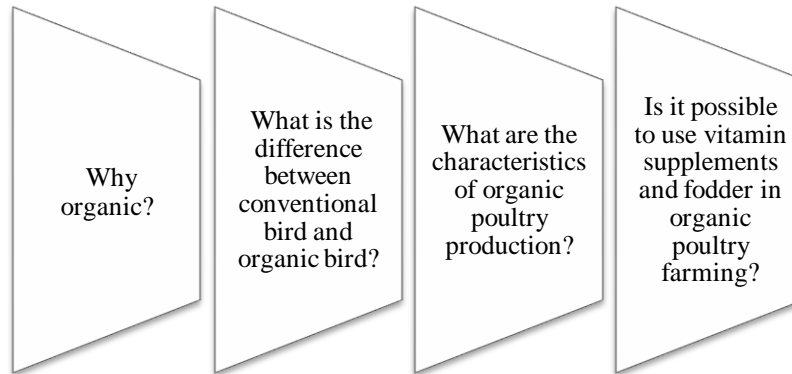 Why
organic?
What is the
difference
between
conventional
bird and
organic bird?
What are the
characteristics
of organic
poultry
production?
Is it possible
to use vitamin
supplements
and fodder in
organic
poultry
farming?